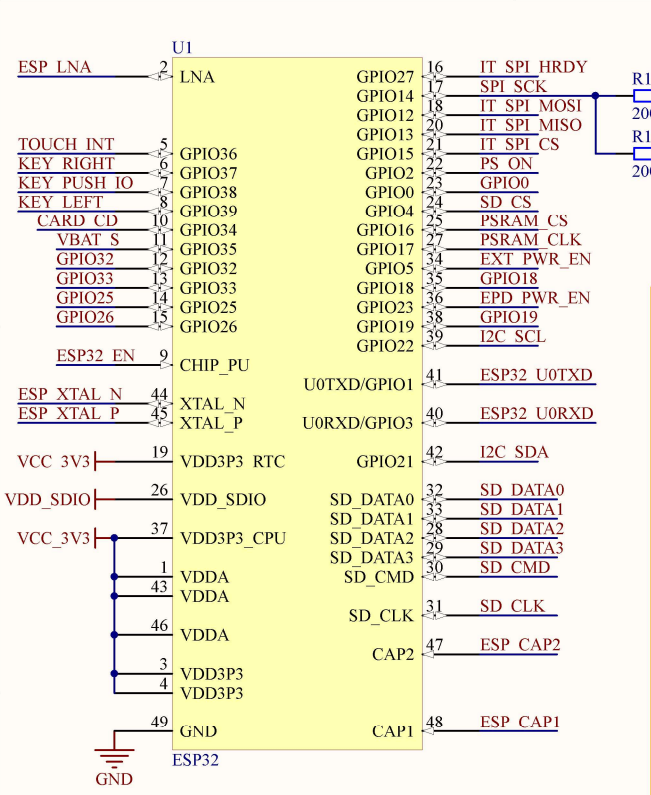 U1
ESP_LNA 2 LNA
TOUCH_INT 5 GPIO36
KEY_RIGHT 6 GPIO37
KEY_PUSH_IO 7 GPIO38
KEY_LEFT 8 GPIO39
CARD_CD 10 GPIO34
VBAT_S 11 GPIO35
GPIO32 12 GPIO32
GPIO33 13 GPIO33
GPIO25 14 GPIO25
GPIO26 15 GPIO26
ESP32_EN 9 CHIP_PU
ESP_XTAL_N 44 XTAL_N
ESP_XTAL_P 45 XTAL_P
VCC_3V3 19 VDD3P3_RTC
VDD_SDIO 26 VDD_SDIO
VCC_3V3 37 VDD3P3_CPU
1 VDDA
43 VDDA
46 VDDA
3 VDD3P3
4 VDD3P3
49 GND
GND
GPIO27 16 IT_SPI_HRDY
GPIO14 17 SPI_SCK
GPIO12 18 IT_SPI_MOSI
GPIO13 20 IT_SPI_MISO
GPIO15 21 IT_SPI_CS
GPIO2 22 PS_ON
GPIO0 23 GPIO0
GPIO4 24 SD_CS
GPIO16 25 PSRAM_CS
GPIO17 27 PSRAM_CLK
GPIO5 34 EXT_PWR_EN
GPIO18 35 GPIO18
GPIO23 36 EPD_PWR_EN
GPIO19 38 GPIO19
GPIO22 39 I2C_SCL
U0TXD/GPIO1 41 ESP32_U0TXD
U0RXD/GPIO3 40 ESP32_U0RXD
GPIO21 42 I2C_SDA
SD_DATA0 32 SD_DATA0
SD_DATA1 33 SD_DATA1
SD_DATA2 28 SD_DATA2
SD_DATA3 29 SD_DATA3
SD_CMD 30 SD_CMD
SD_CLK 31 SD_CLK
CAP2 47 ESP_CAP2
CAP1 48 ESP_CAP1
ESP32